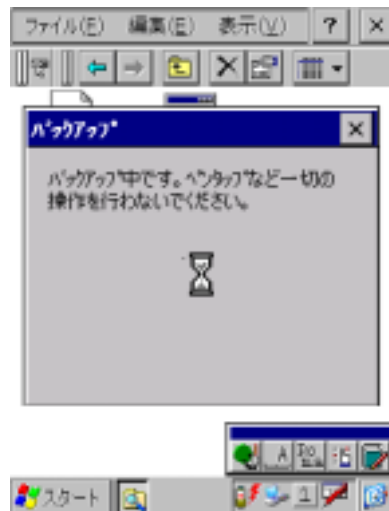 ファイル(F) 編集(E) 表示(V) ? ×
バックアップ ×
バックアップ中です。ペンタップなど一切の
操作を行わないでください。
スタート